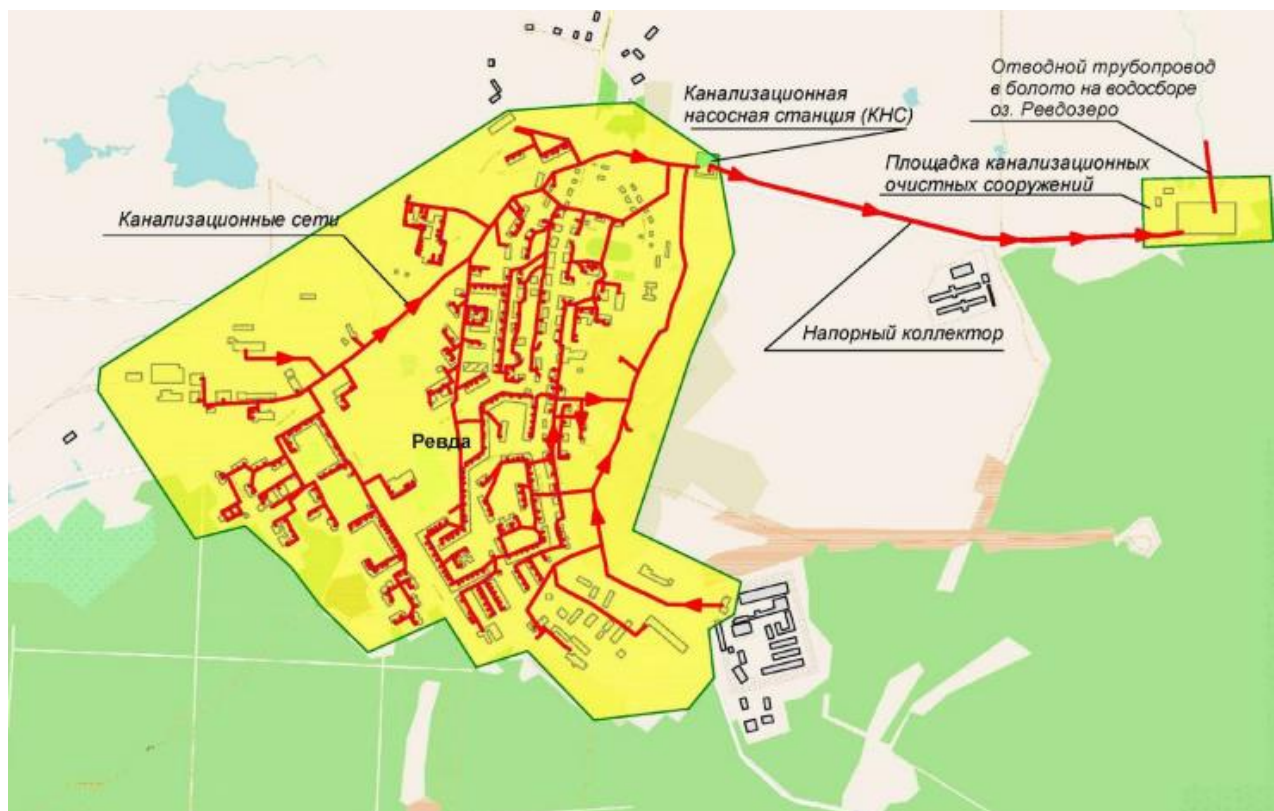 Отводной трубопровод
в болото на водосборе
оз. Ревдозеро
Канализационная
насосная станция (КНС)
Площадка канализационных
очистных сооружений
Канализационные сети
Напорный коллектор
Ревда